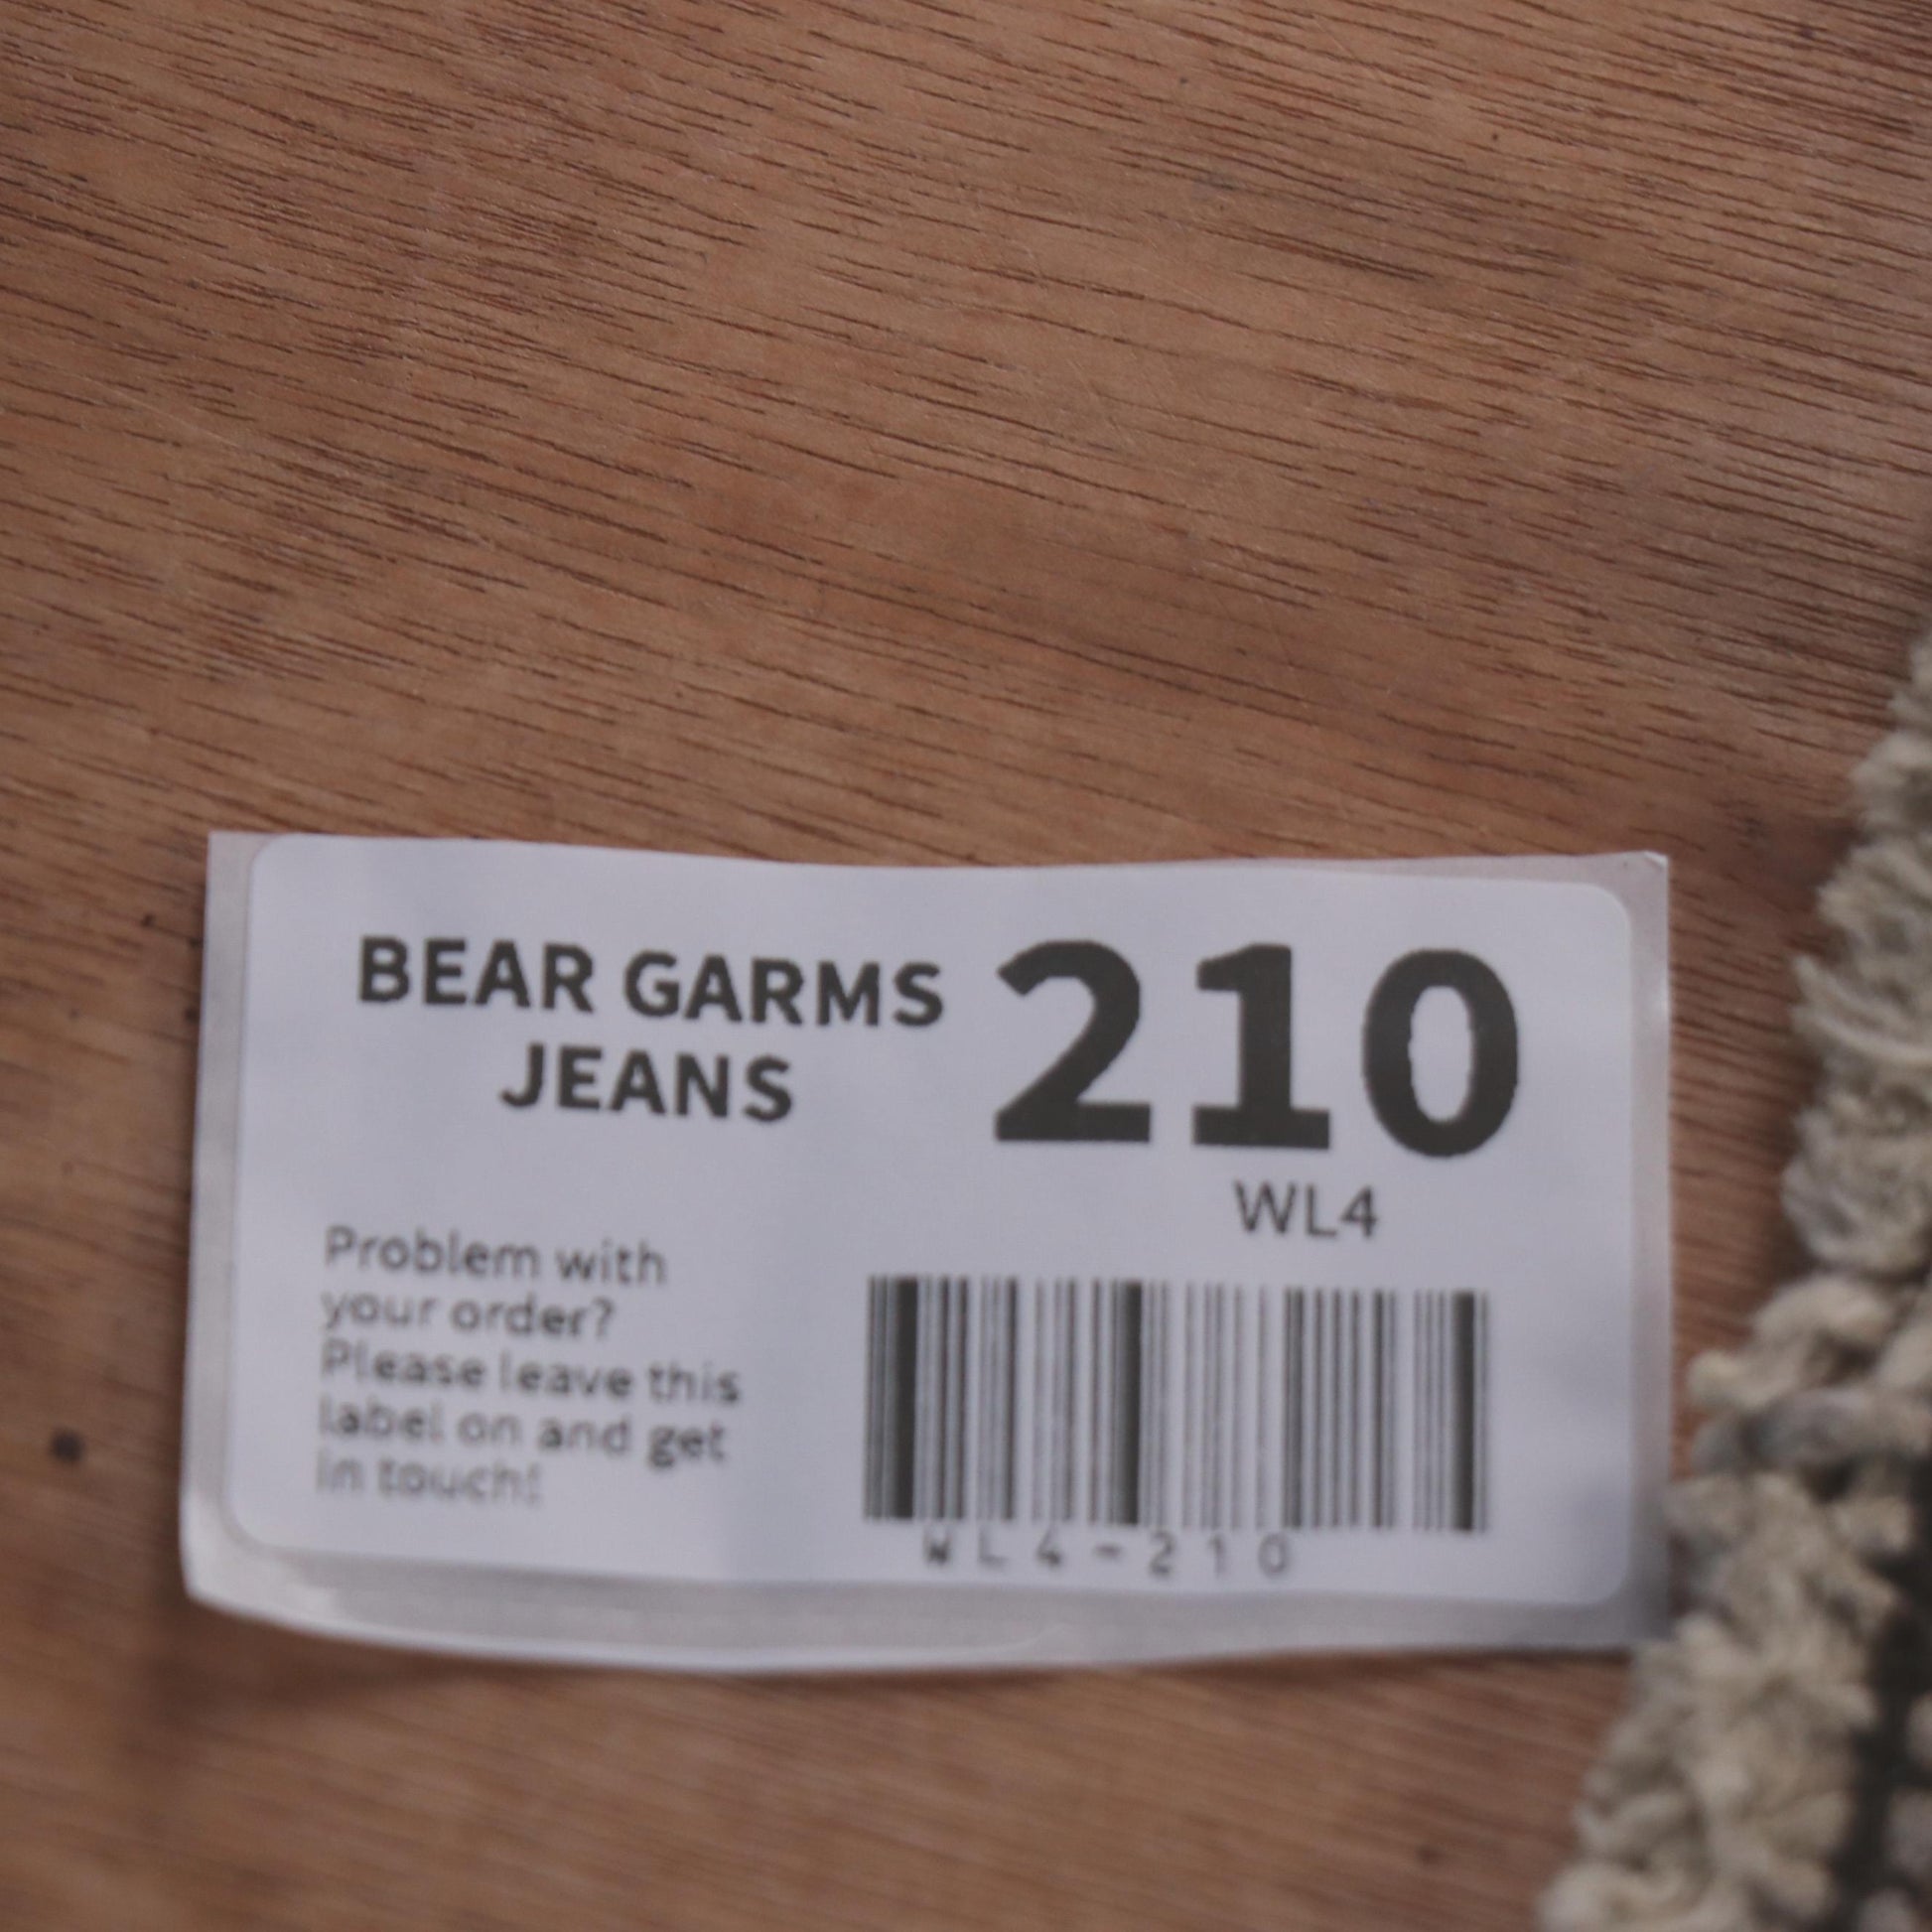 BEAR GARMS
JEANS
210
WL4
Problem with
your order?
Please leave this
label on and get
in touch!
WL4-210